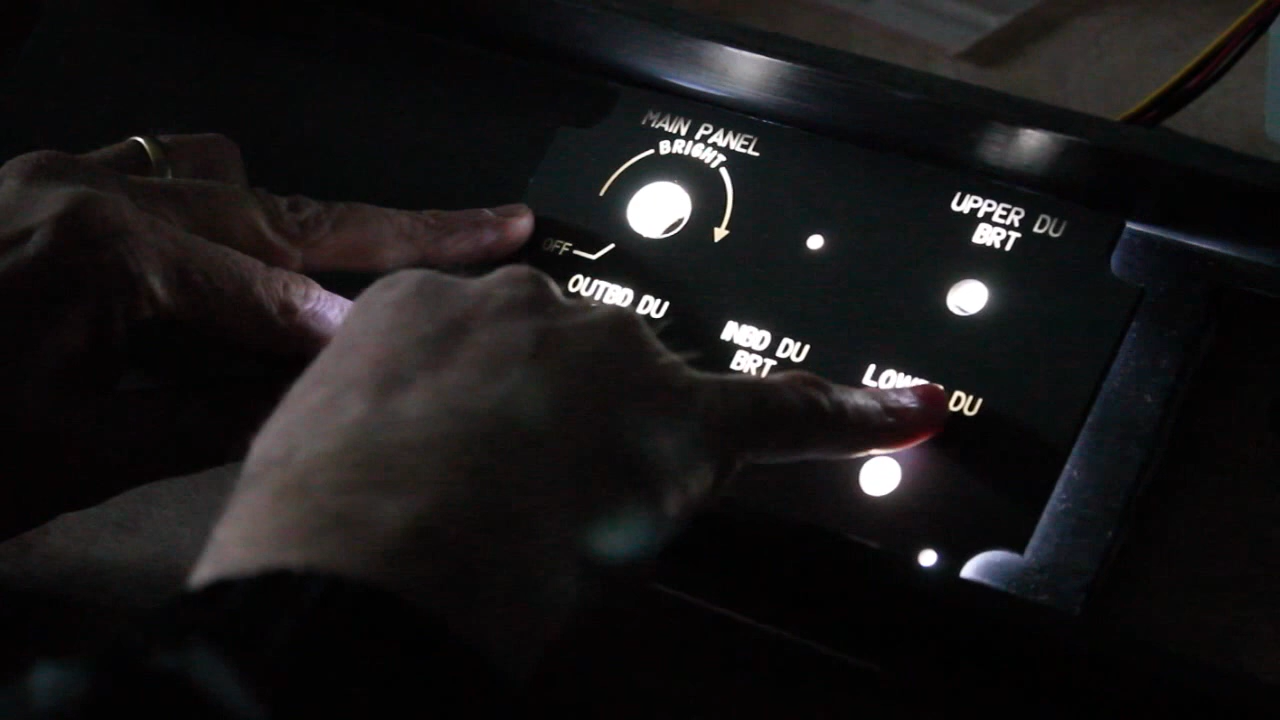 MAIN PANEL
BRIGHT
OFF
UPPER DU
BRT
OUTBD DU
INBD DU
BRT
DU